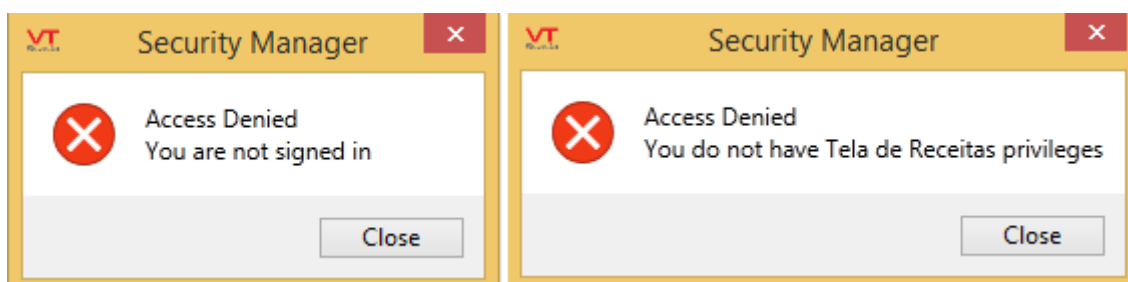 VT
Security Manager
Access Denied
You are not signed in
Close
VT
Security Manager
Access Denied
You do not have Tela de Receitas privileges
Close